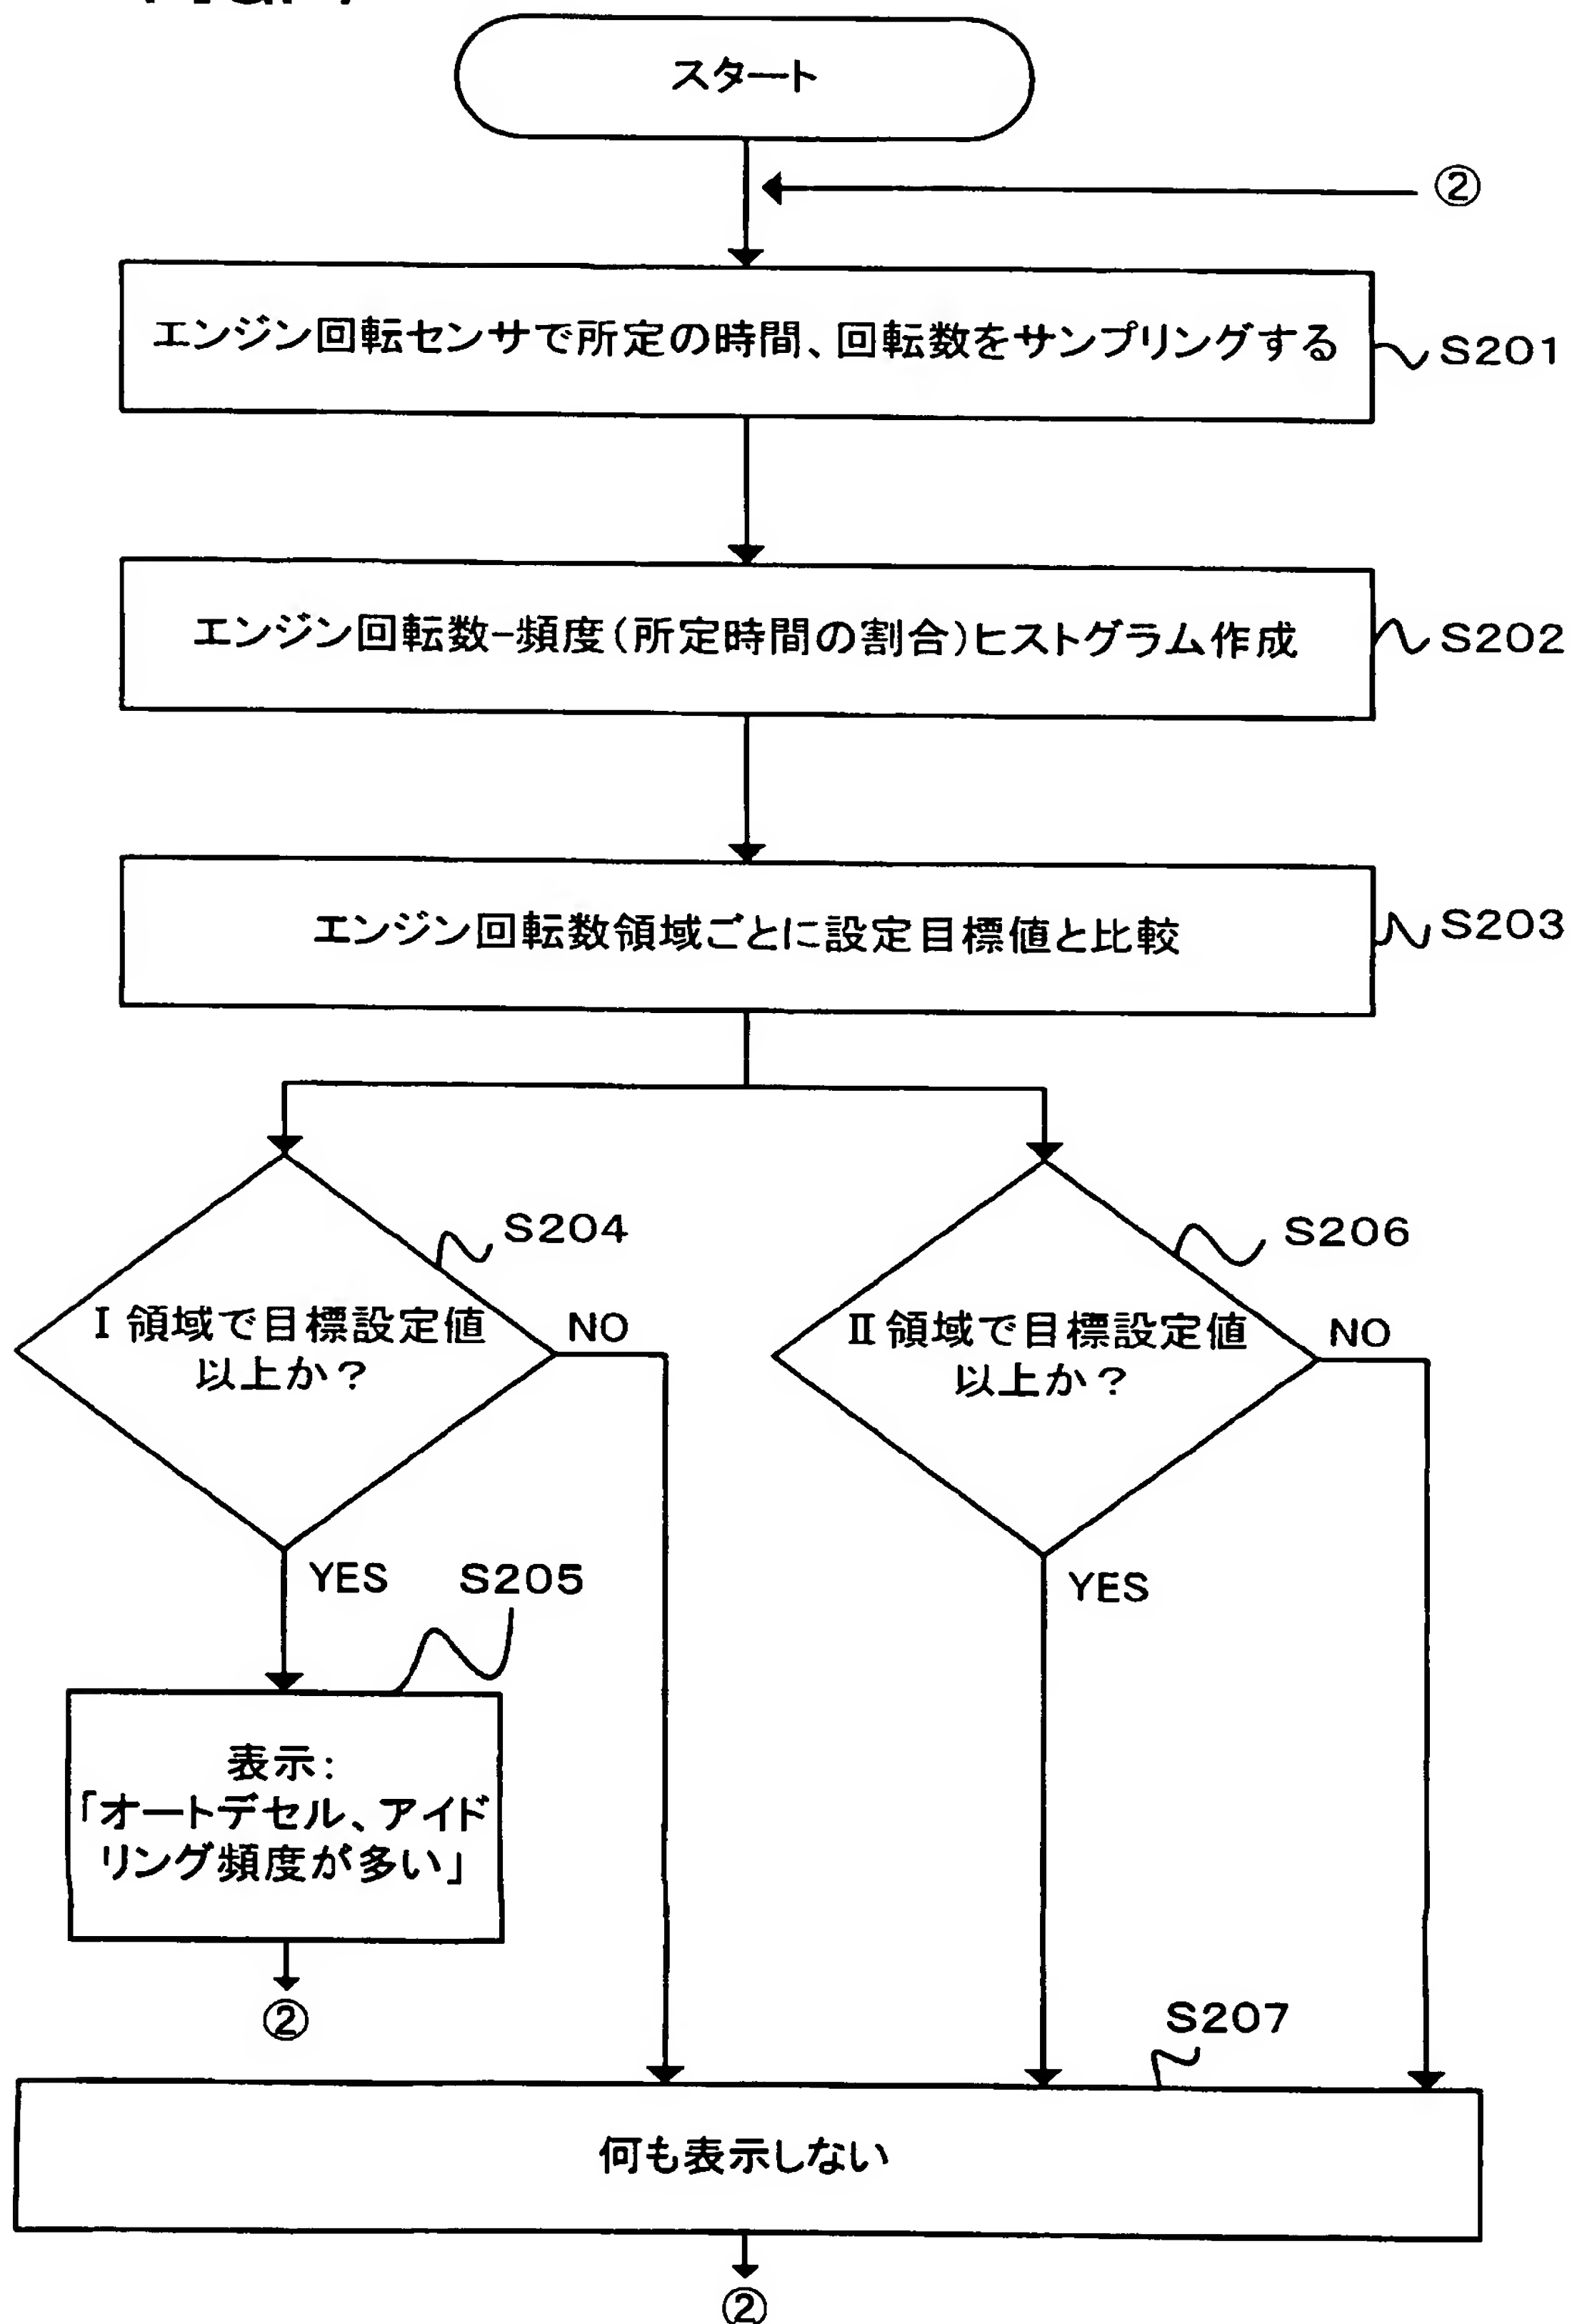 スタート
②
エンジン回転センサで所定の時間、回転数をサンプリングする
S201
エンジン回転数-頻度(所定時間の割合)ヒストグラム作成
S202
エンジン回転数領域ごとに設定目標値と比較
S203
S204
I 領域で目標設定値
以上か?
NO
YES
S206
II 領域で目標設定値
以上か?
NO
YES
S205
表示:
「オートデセル、アイド
リング頻度が多い」
②
S207
何も表示しない
②